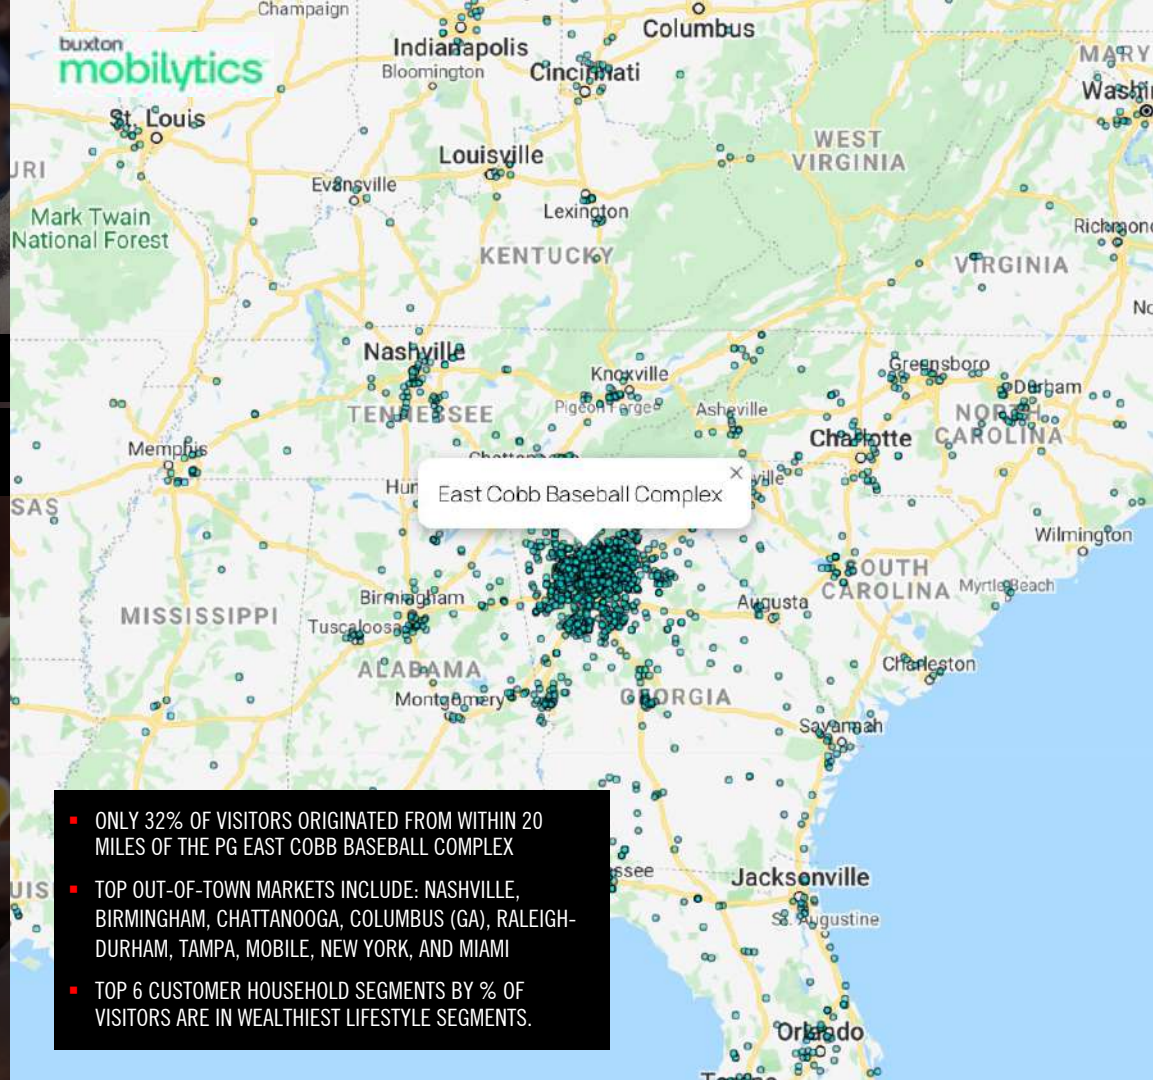 Champaign
Columbus
buxton
mobilytics
Indianapolis
MARY
Bloomington
Cincinnati
St. Louis
WEST
VIRGINIA
Louisville
Evansville
Mark Twain
National Forest
Lexington
Richmon
KENTUCKY
VIRGINIA
Nashville
Knoxville
Greensboro
Durham
TENNESSEE
Pigeon Forge
Asheville
NORTH
CAROLINA
Charlotte
Memphis
East Cobb Baseball Complex
Wilmington
SOUTH
CAROLINA
Myrtle Beach
Birmingham
Augusta
MISSISSIPPI
Tuscaloosa
ALABAMA
Charleston
Montgomery
GEORGIA
Savannah
▪ ONLY 32% OF VISITORS ORIGINATED FROM WITHIN 20
MILES OF THE PG EAST COBB BASEBALL COMPLEX
▪ TOP OUT-OF-TOWN MARKETS INCLUDE: NASHVILLE,
BIRMINGHAM, CHATTANOOGA, COLUMBUS (GA), RALEIGH-
DURHAM, TAMPA, MOBILE, NEW YORK, AND MIAMI
▪ TOP 6 CUSTOMER HOUSEHOLD SEGMENTS BY % OF
VISITORS ARE IN WEALTHIEST LIFESTYLE SEGMENTS.
ssee
Jacksonville
St. Augustine
Orlando